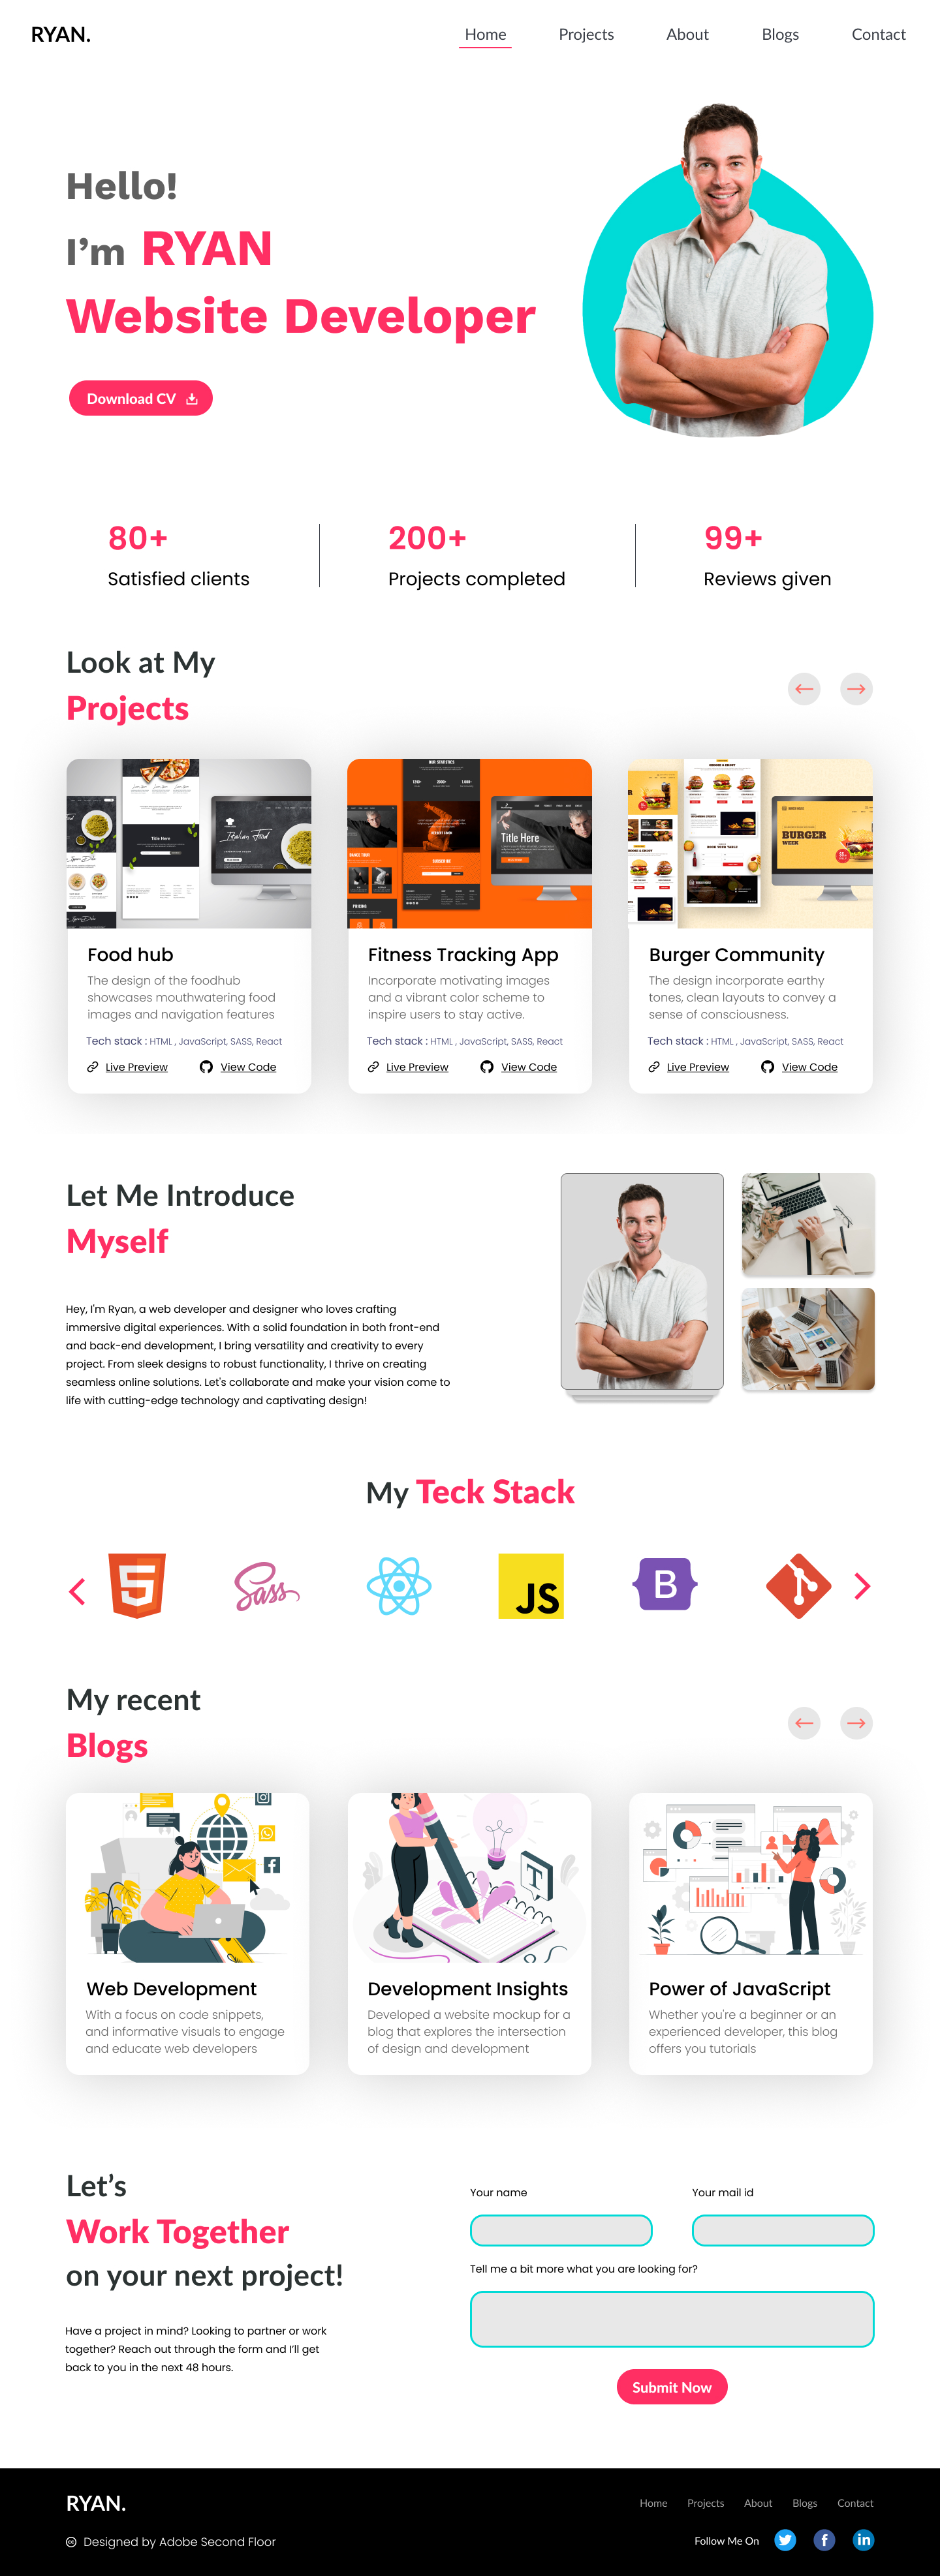 RYAN.
Home
Projects
About
Blogs
Contact
Hello!
I'm RYAN
Website Developer
Download CV
80+
Satisfied clients
200+
Projects completed
99+
Reviews given
Look at My
Projects
Title Here
Italian Food
OUR STATISTICS
Title Here
PRICING
BURGER
WEEK
Food hub
The design of the foodhub
showcases mouthwatering food
images and navigation features
Tech stack : HTML , JavaScript, SASS, React
Live Preview
View Code
Fitness Tracking App
Incorporate motivating images
and a vibrant color scheme to
inspire users to stay active.
Tech stack : HTML , JavaScript, SASS, React
Live Preview
View Code
Burger Community
The design incorporate earthy
tones, clean layouts to convey a
sense of consciousness.
Tech stack : HTML , JavaScript, SASS, React
Live Preview
View Code
Let Me Introduce
Myself
Hey, I'm Ryan, a web developer and designer who loves crafting
immersive digital experiences. With a solid foundation in both front-end
and back-end development, I bring versatility and creativity to every
project. From sleek designs to robust functionality, I thrive on creating
seamless online solutions. Let's collaborate and make your vision come to
life with cutting-edge technology and captivating design!
My Teck Stack
5
Sass
JS
B
My recent
Blogs
Web Development
With a focus on code snippets,
and informative visuals to engage
and educate web developers
Development Insights
Developed a website mockup for a
blog that explores the intersection
of design and development
Power of JavaScript
Whether you're a beginner or an
experienced developer, this blog
offers you tutorials
Let's
Work Together
on your next project!
Have a project in mind? Looking to partner or work
together? Reach out through the form and I'll get
back to you in the next 48 hours.
Your name
Your mail id
Tell me a bit more what you are looking for?
Submit Now
RYAN.
Home
Projects
About
Blogs
Contact
Designed by Adobe Second Floor
Follow Me On